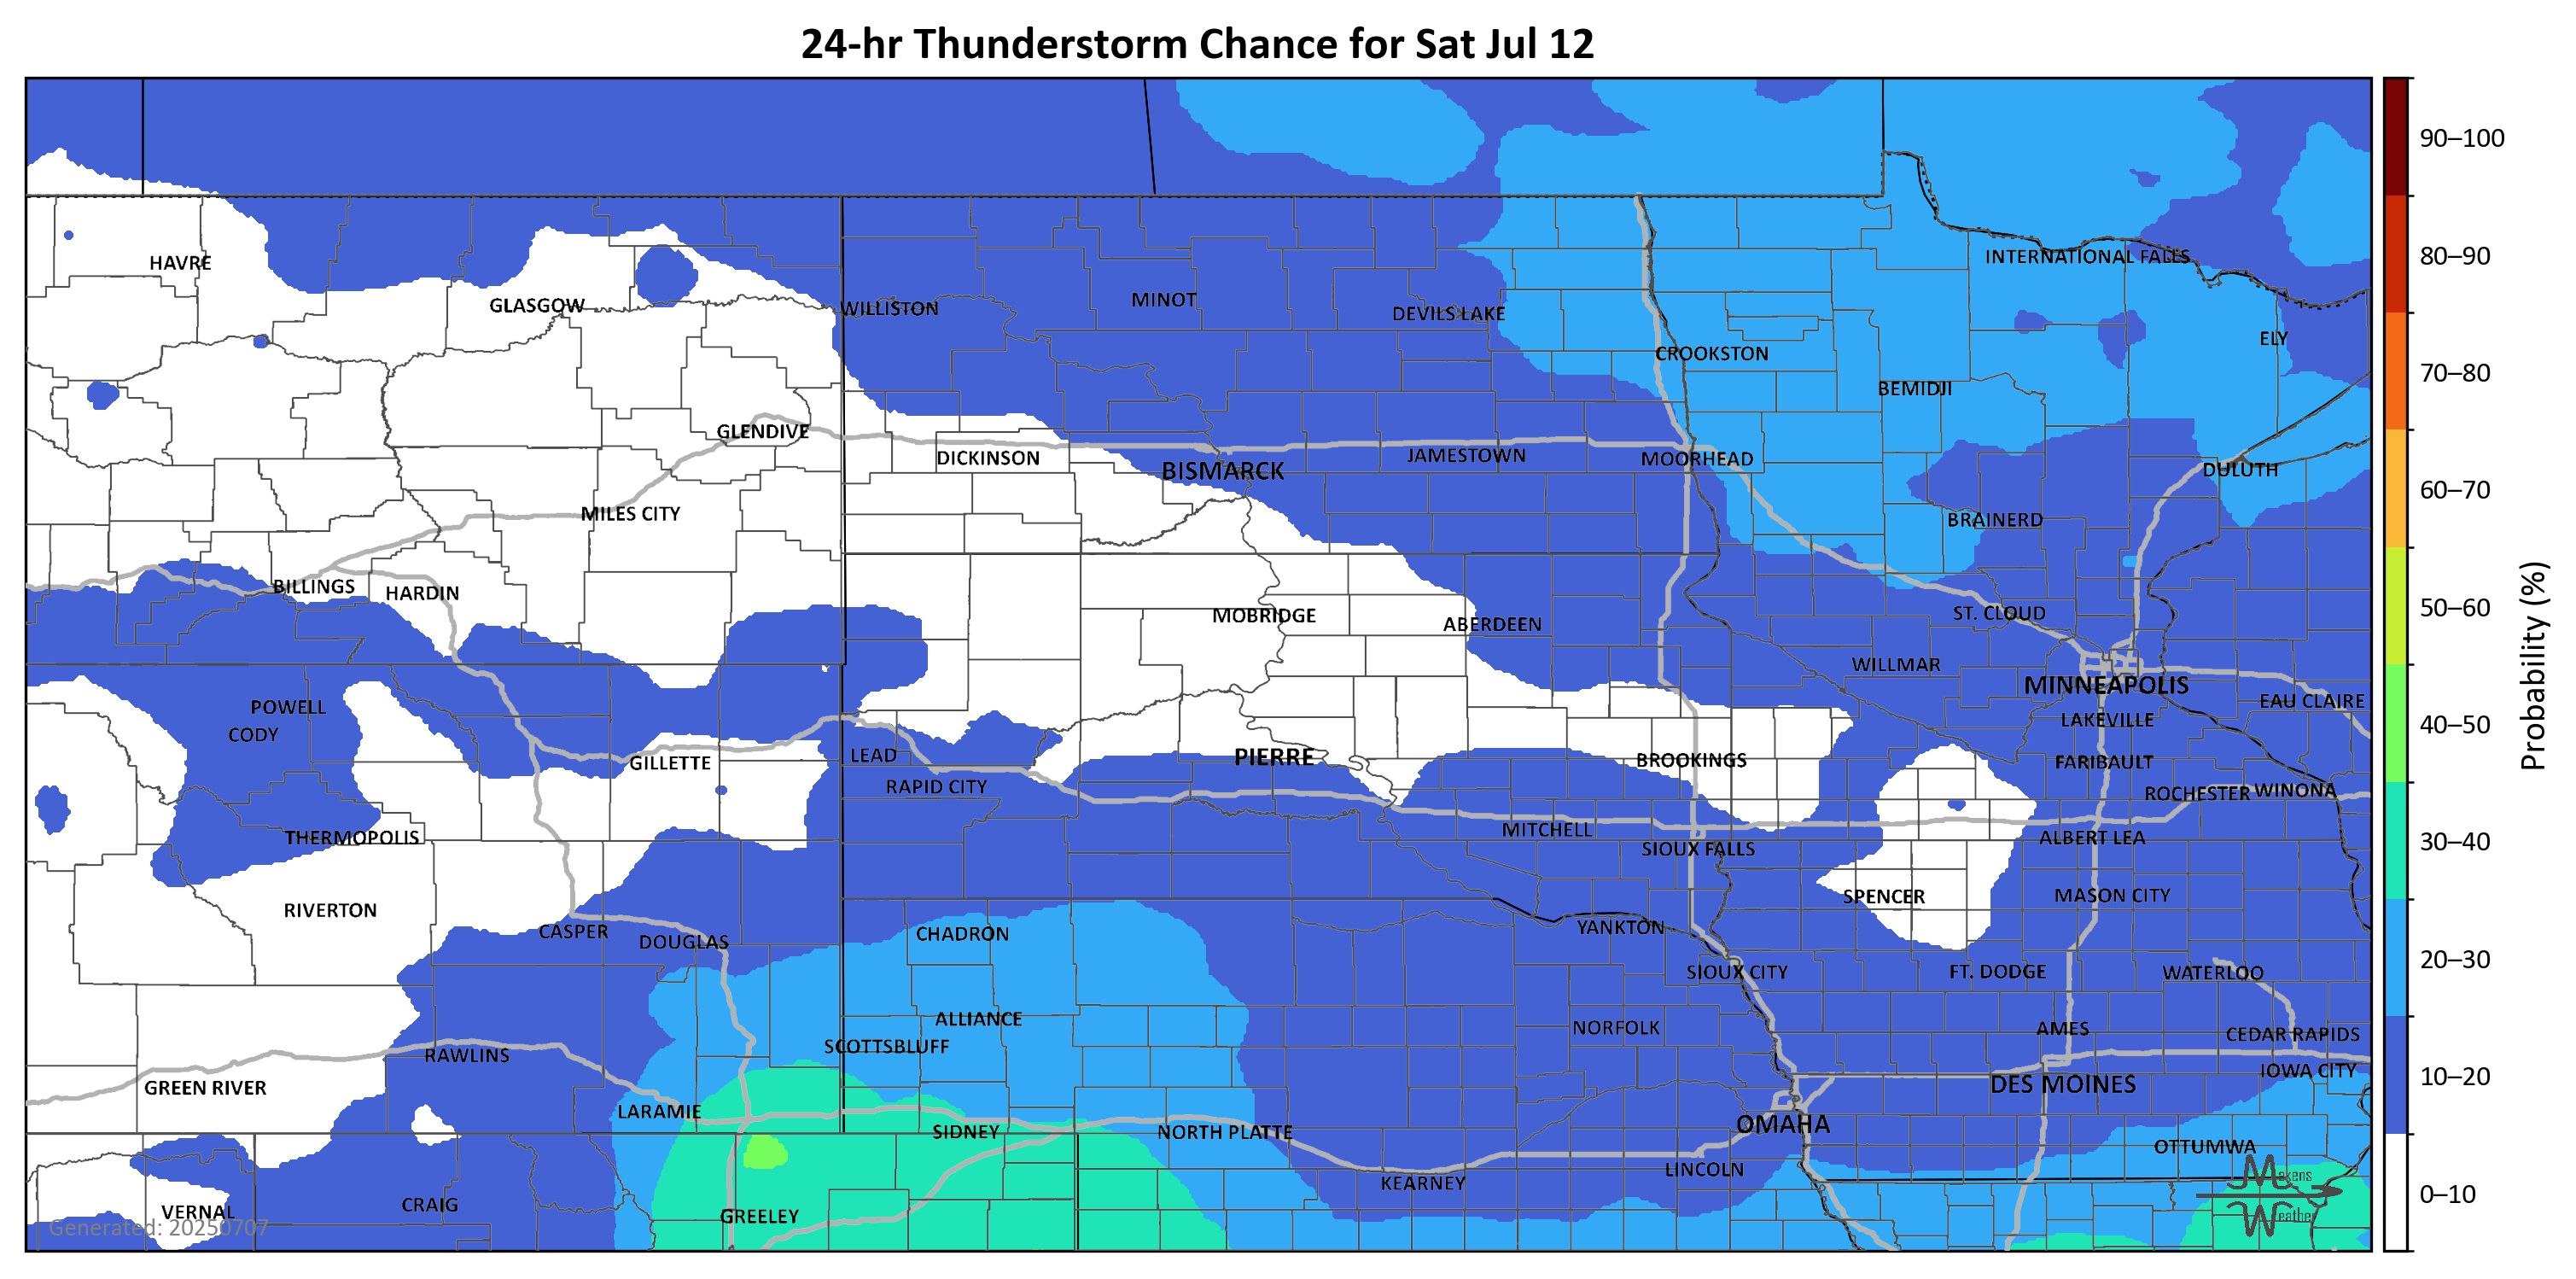 24-hr Thunderstorm Chance for Sat Jul 12
90–100
INTERNATIONAL FALLS
80–90
HAVRE
MINOT
GLASGOW
WILLISTON
DEVILS LAKE
ELY
CROOKSTON
70–80
BEMIDJI
GLENDIVE
DICKINSON
JAMESTOWN
MOORHEAD
BISMARCK
DULUTH
60–70
MILES CITY
BRAINERD
BILLINGS
HARDIN
50–60
MOBRIDGE
ABERDEEN
ST. CLOUD
WILLMAR
Probability (%)
MINNEAPOLIS
EAU CLAIRE
POWELL
LAKEVILLE
40–50
CODY
LEAD
PIERRE
BROOKINGS
GILLETTE
FARIBAULT
RAPID CITY
ROCHESTER
WINONA
MITCHELL
THERMOPOLIS
ALBERT LEA
30–40
SIOUX FALLS
SPENCER
MASON CITY
RIVERTON
YANKTON
CASPER
CHADRON
DOUGLAS
20–30
SIOUX CITY
FT. DODGE
WATERLOO
ALLIANCE
NORFOLK
AMES
CEDAR RAPIDS
SCOTTSBLUFF
RAWLINS
IOWA CITY
10–20
GREEN RIVER
DES MOINES
LARAMIE
OMAHA
SIDNEY
NORTH PLATTE
OTTUMWA
LINCOLN
Makens
KEARNEY
0–10
CRAIG
VERNAL
GREELEY
Weather
Generated: 20250707